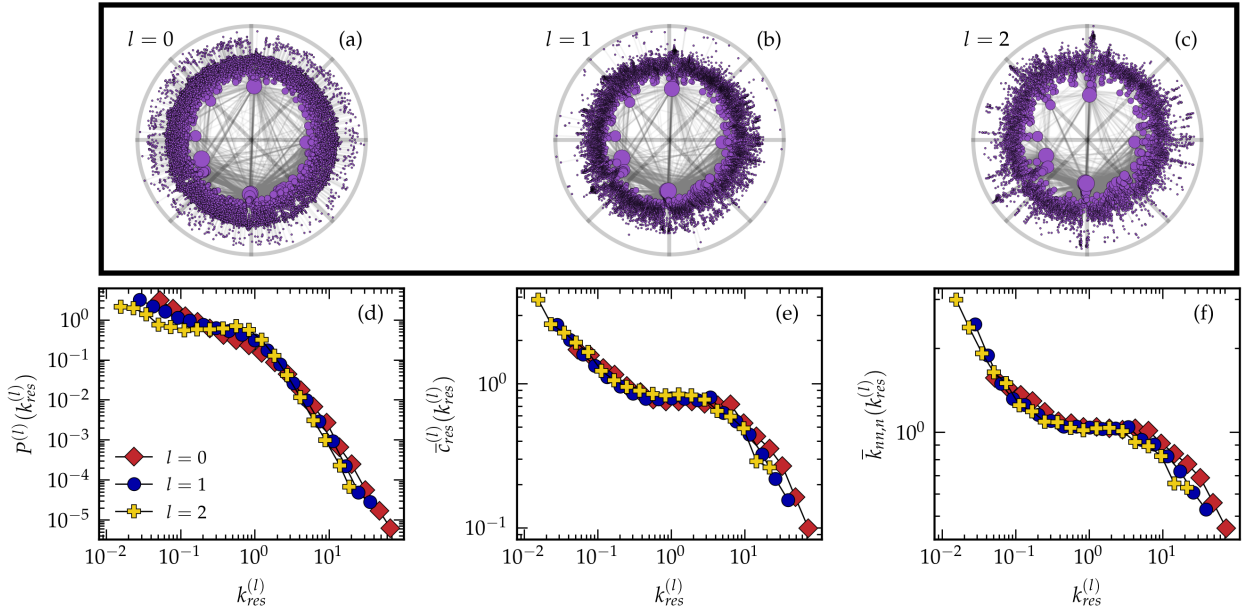 l = 0 (a) l = 1 (b) l = 2 (c)
(d) (e) (f)
10^0
10^-1
10^-2
10^-3
10^-4
10^-5
P^(l)(k_res^(l))
l = 0
l = 1
l = 2
10^-2 10^-1 10^0 10^1
k_res^(l)
10^0
10^-1
c̄_res^(l)(k_res^(l))
10^-2 10^-1 10^0 10^1
k_res^(l)
10^0
k̄_nn,n(k_res^(l))
10^-2 10^-1 10^0 10^1
k_res^(l)